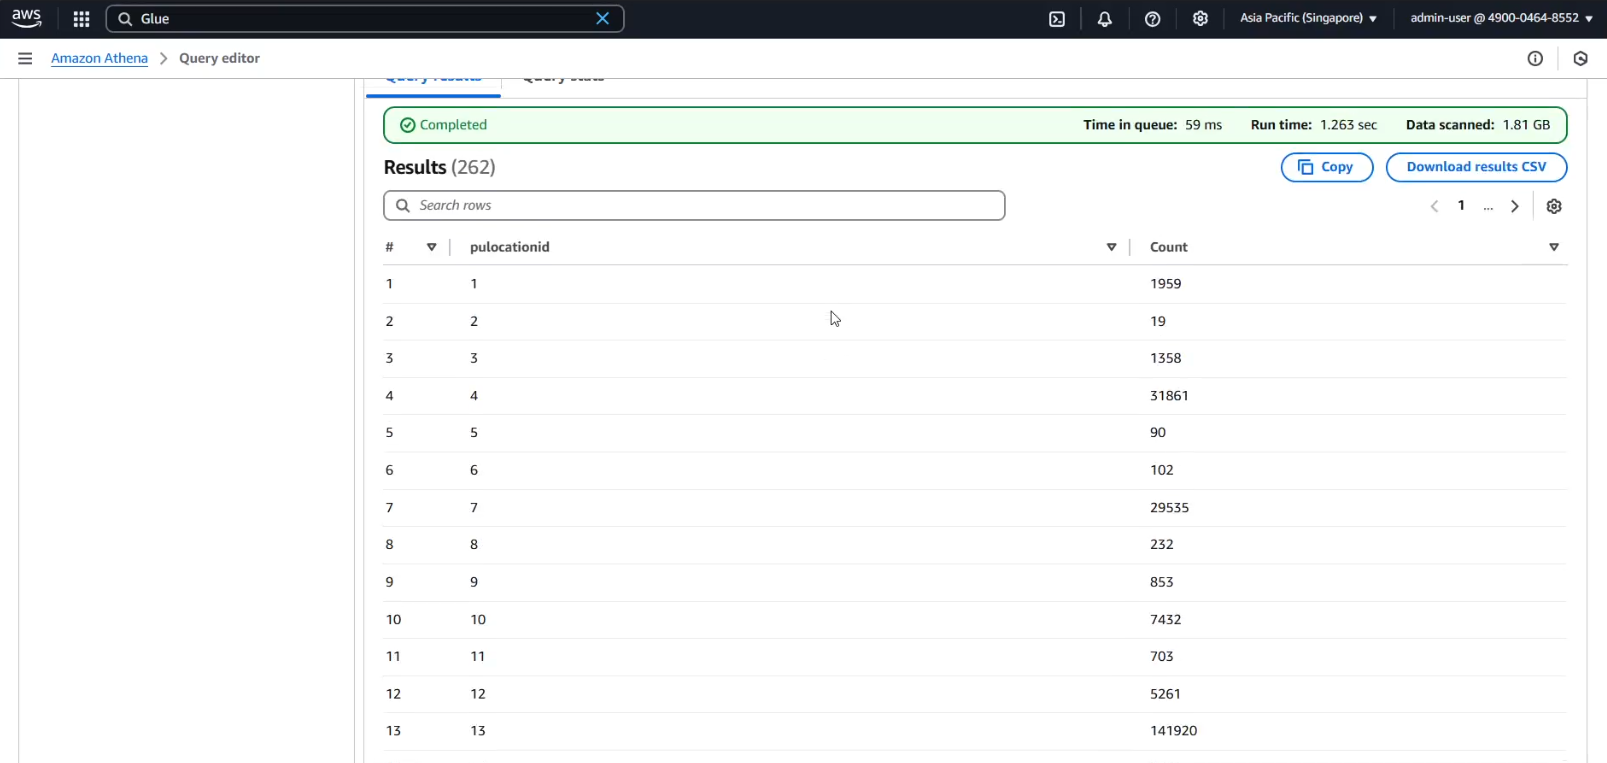 aws Glue Asia Pacific (Singapore) admin-user @ 4900-0464-8552
Amazon Athena Query editor
Query results Query stats
Completed Time in queue: 59 ms Run time: 1.263 sec Data scanned: 1.81 GB
Results (262) Copy Download results CSV
Search rows 1 ...
# pulocationid Count
1 1 1959
2 2 19
3 3 1358
4 4 31861
5 5 90
6 6 102
7 7 29535
8 8 232
9 9 853
10 10 7432
11 11 703
12 12 5261
13 13 141920